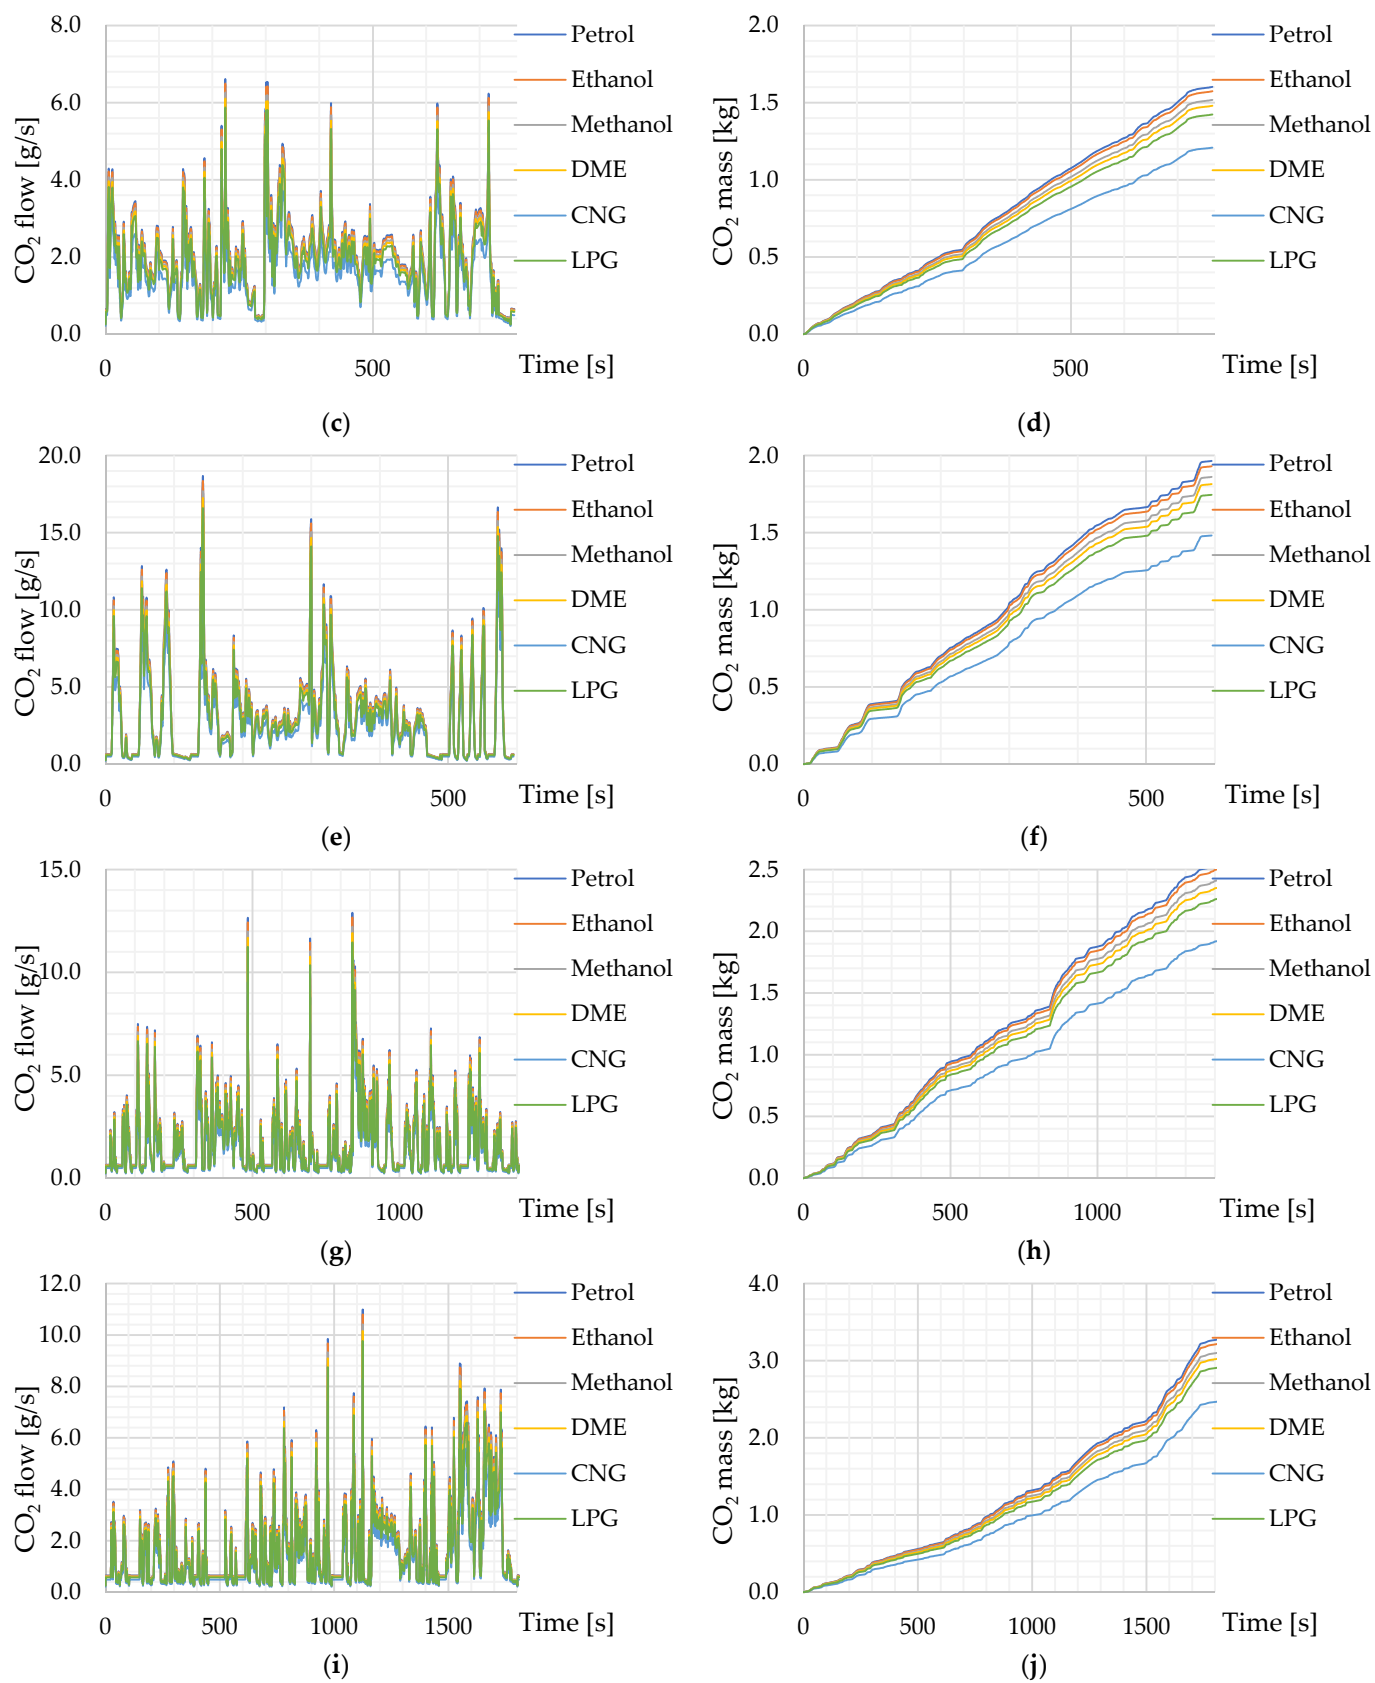 8.0
6.0
4.0
2.0
0.0
CO2 flow [g/s]
0
500
Time [s]
Petrol
Ethanol
Methanol
DME
CNG
LPG
(c)
2.0
1.5
1.0
0.5
0.0
CO2 mass [kg]
0
500
Time [s]
Petrol
Ethanol
Methanol
DME
CNG
LPG
(d)
20.0
15.0
10.0
5.0
0.0
CO2 flow [g/s]
0
500
Time [s]
Petrol
Ethanol
Methanol
DME
CNG
LPG
(e)
2.0
1.5
1.0
0.5
0.0
CO2 mass [kg]
0
500
Time [s]
Petrol
Ethanol
Methanol
DME
CNG
LPG
(f)
15.0
10.0
5.0
0.0
CO2 flow [g/s]
0
500
1000
Time [s]
Petrol
Ethanol
Methanol
DME
CNG
LPG
(g)
2.5
2.0
1.5
1.0
0.5
0.0
CO2 mass [kg]
0
500
1000
Time [s]
Petrol
Ethanol
Methanol
DME
CNG
LPG
(h)
12.0
10.0
8.0
6.0
4.0
2.0
0.0
CO2 flow [g/s]
0
500
1000
1500
Time [s]
Petrol
Ethanol
Methanol
DME
CNG
LPG
(i)
4.0
3.0
2.0
1.0
0.0
CO2 mass [kg]
0
500
1000
1500
Time [s]
Petrol
Ethanol
Methanol
DME
CNG
LPG
(j)